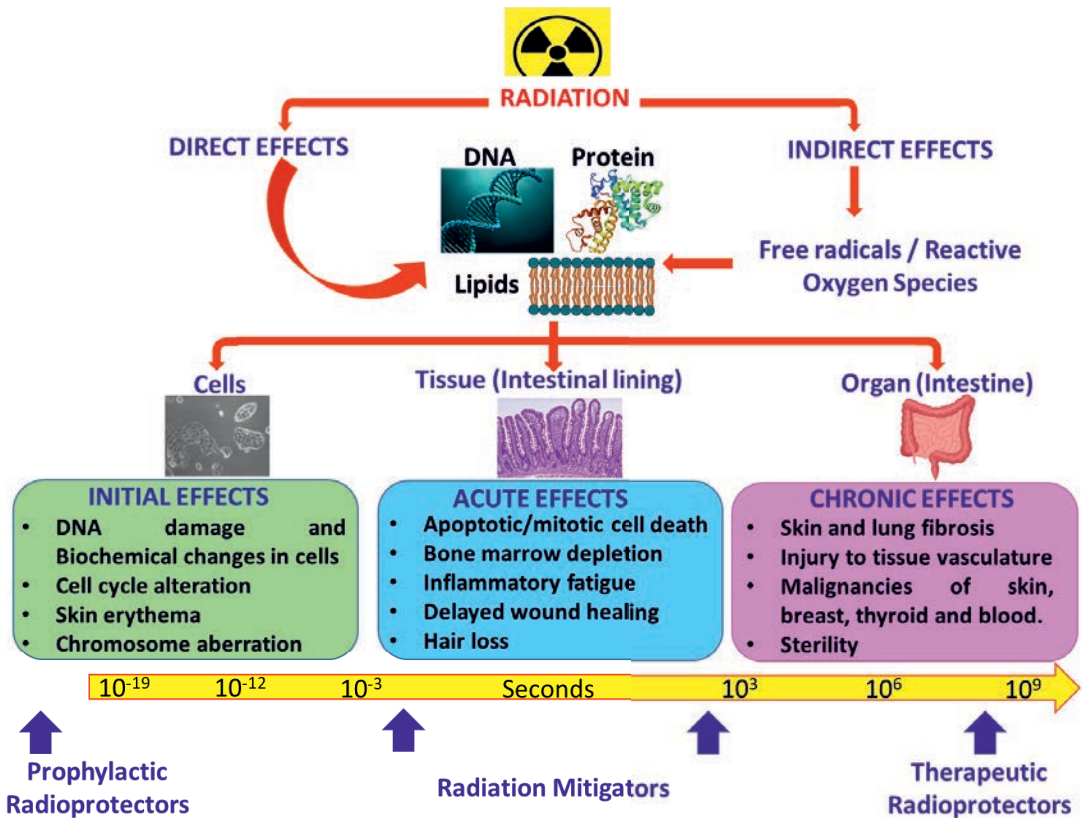 RADIATION
DIRECT EFFECTS
DNA
Protein
INDIRECT EFFECTS
Free radicals / Reactive
Oxygen Species
Lipids
Cells
Tissue (Intestinal lining)
Organ (Intestine)
INITIAL EFFECTS
• DNA damage and
Biochemical changes in cells
• Cell cycle alteration
• Skin erythema
• Chromosome aberration
ACUTE EFFECTS
• Apoptotic/mitotic cell death
• Bone marrow depletion
• Inflammatory fatigue
• Delayed wound healing
• Hair loss
CHRONIC EFFECTS
• Skin and lung fibrosis
• Injury to tissue vasculature
• Malignancies of skin,
breast, thyroid and blood.
• Sterility
10⁻¹⁹ 10⁻¹² 10⁻³ Seconds 10³ 10⁶ 10⁹
Prophylactic
Radioprotectors
Radiation Mitigators
Therapeutic
Radioprotectors